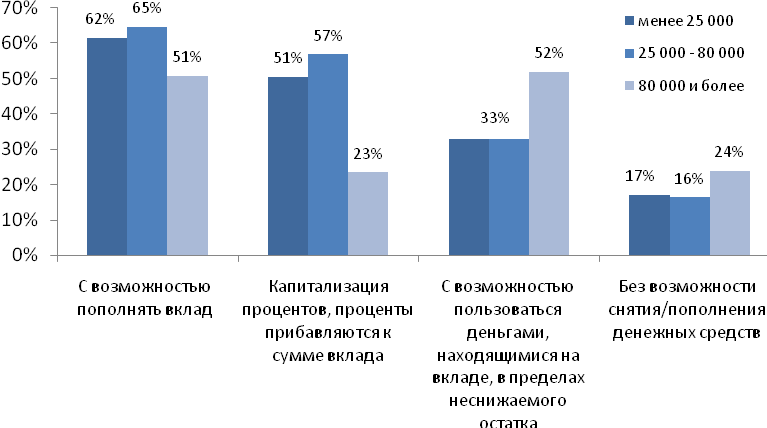 70%
60%
50%
40%
30%
20%
10%
0%
62%
65%
51%
51%
57%
23%
33%
52%
17%
16%
24%
менее 25 000
25 000 - 80 000
80 000 и более
С возможностью
пополнять вклад
Капитализация
процентов, проценты
прибавляются к
сумме вклада
С возможностью
пользоваться
деньгами,
находящимися на
вкладе, в пределах
неснижаемого
остатка
Без возможности
снятия/пополнения
денежных средств